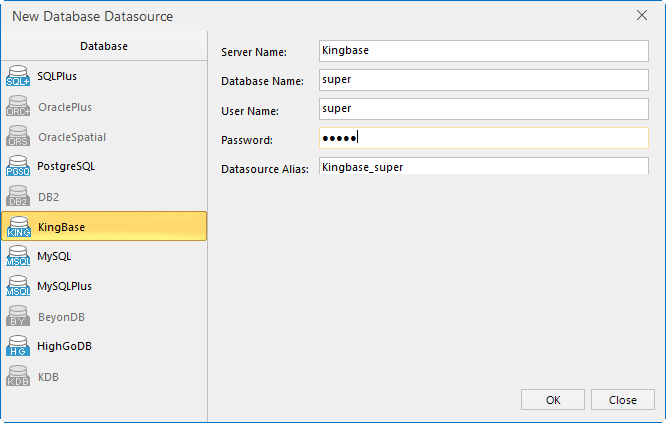 New Database Datasource
Database
SQL+ SQLPlus
ORC+ OraclePlus
ORS OracleSpatial
PGSQ PostgreSQL
DB2 DB2
KING KingBase
MSQL MySQL
MSQL MySQLPlus
BY BeyonDB
HG HighGoDB
KDB KDB
Server Name: Kingbase
Database Name: super
User Name: super
Password: ●●●●●
Datasource Alias: Kingbase_super
OK Close